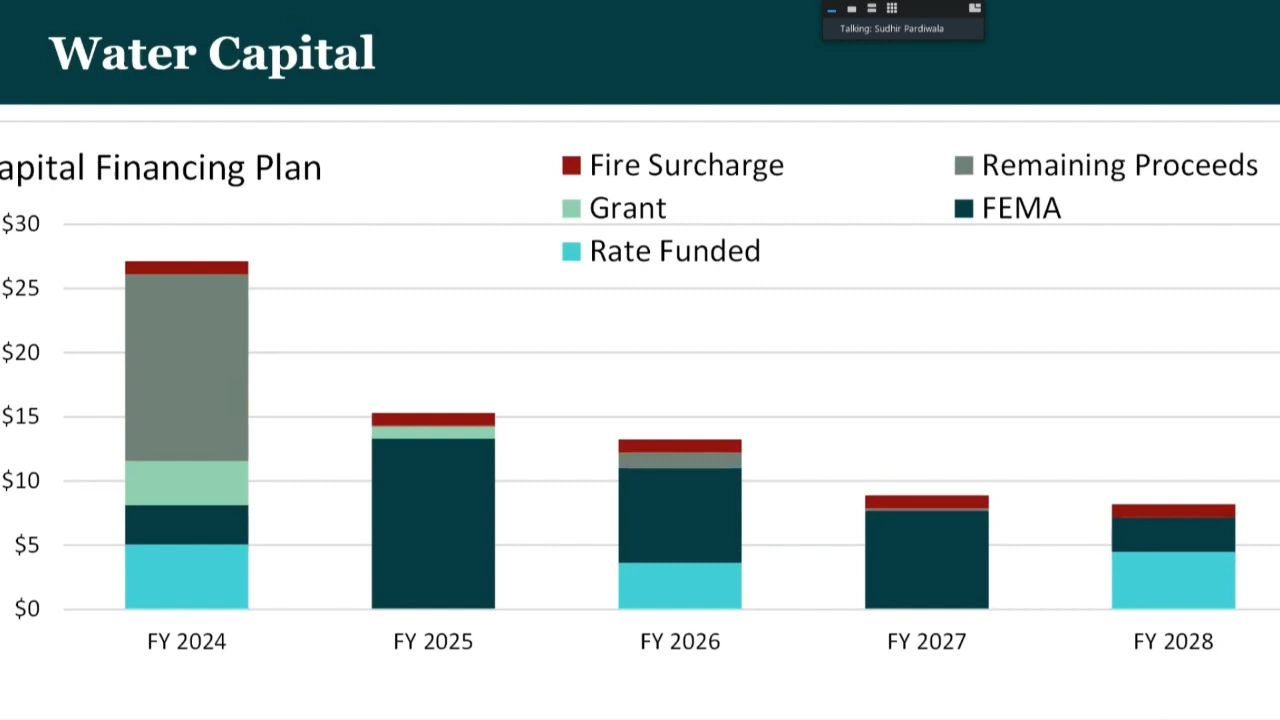 Talking: Sudhir Pardiwala
Water Capital
apital Financing Plan
Fire Surcharge
Remaining Proceeds
Grant
FEMA
Rate Funded
$30
$25
$20
$15
$10
$5
$0
FY 2024
FY 2025
FY 2026
FY 2027
FY 2028